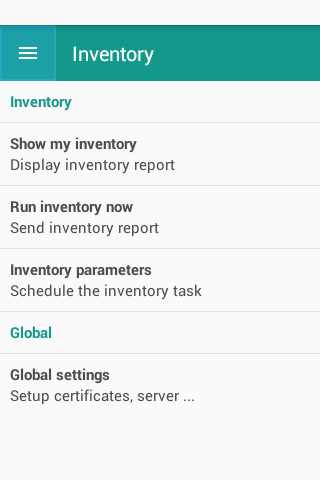 Inventory
Inventory
Show my inventory
Display inventory report
Run inventory now
Send inventory report
Inventory parameters
Schedule the inventory task
Global
Global settings
Setup certificates, server ...